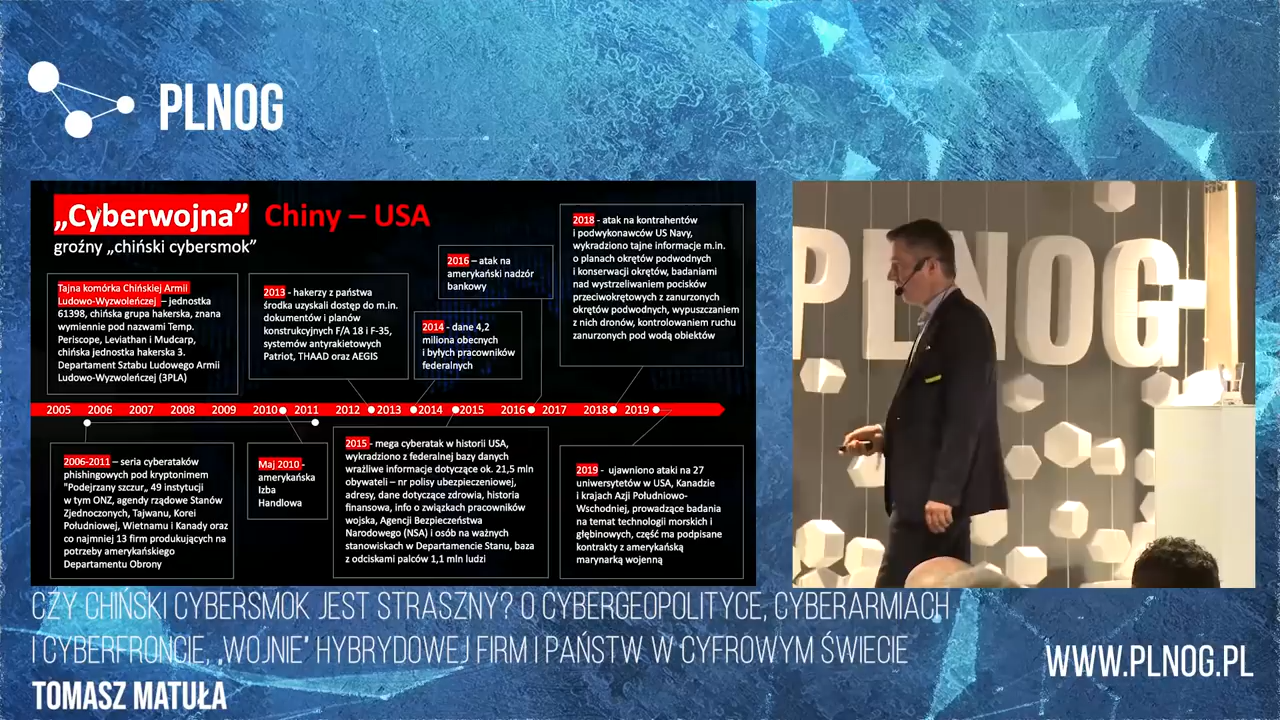 PLNOG
„Cyberwojna” Chiny – USA
groźny „chiński cybersmok”
Tajna komórka Chińskiej Armii
Ludowo-Wyzwoleńczej – jednostka
61398, chińska grupa hakerska, znana
wymiennie pod nazwami Temp.
Periscope, Leviathan i Mudcarp,
chińska jednostka hakerska 3.
Departament Sztabu Ludowego Armii
Ludowo-Wyzwoleńczej (3PLA)
2013 - hakerzy z państwa
środka uzyskali dostęp do m.in.
dokumentów i planów
konstrukcyjnych F/A 18 i F-35,
systemów antyrakietowych
Patriot, THAAD oraz AEGIS
2016 – atak na
amerykański nadzór
bankowy
2014 - dane 4,2
miliona obecnych
i byłych pracowników
federalnych
2018 - atak na kontrahentów
i podwykonawców US Navy,
wykradziono tajne informacje m.in.
o planach okrętów podwodnych
i konserwacji okrętów, badaniami
nad wystrzeliwaniem pocisków
przeciwokrętowych z zanurzonych
okrętów podwodnych, wypuszczaniem
z nich dronów, kontrolowaniem ruchu
zanurzonych pod wodą obiektów
2005 2006 2007 2008 2009 2010 2011 2012 2013 2014 2015 2016 2017 2018 2019
2006-2011 – seria cyberataków
phishingowych pod kryptonimem
"Podejrzany szczur„ 49 instytucji
w tym ONZ, agendy rządowe Stanów
Zjednoczonych, Tajwanu, Korei
Południowej, Wietnamu i Kanady oraz
co najmniej 13 firm produkujących na
potrzeby amerykańskiego
Departamentu Obrony
Maj 2010 -
amerykańska
Izba
Handlowa
2015 - mega cyberatak w historii USA,
wykradziono z federalnej bazy danych
wrażliwe informacje dotyczące ok. 21,5 mln
obywateli – nr polisy ubezpieczeniowej,
adresy, dane dotyczące zdrowia, historia
finansowa, info o związkach pracowników
wojska, Agencji Bezpieczeństwa
Narodowego (NSA) i osób na ważnych
stanowiskach w Departamencie Stanu, baza
z odciskami palców 1,1 mln ludzi
2019 - ujawniono ataki na 27
uniwersytetów w USA, Kanadzie
i krajach Azji Południowo-
Wschodniej, prowadzące badania
na temat technologii morskich i
głębinowych, część ma podpisane
kontrakty z amerykańską
marynarką wojenną
PLNOG
CZY CHIŃSKI CYBERSMOK JEST STRASZNY? O CYBERGEOPOLITYCE, CYBERARMIACH
I CYBERFRONCIE, „WOJNIE” HYBRYDOWEJ FIRM I PAŃSTW W CYFROWYM ŚWIECIE
TOMASZ MATUŁA
WWW.PLNOG.PL